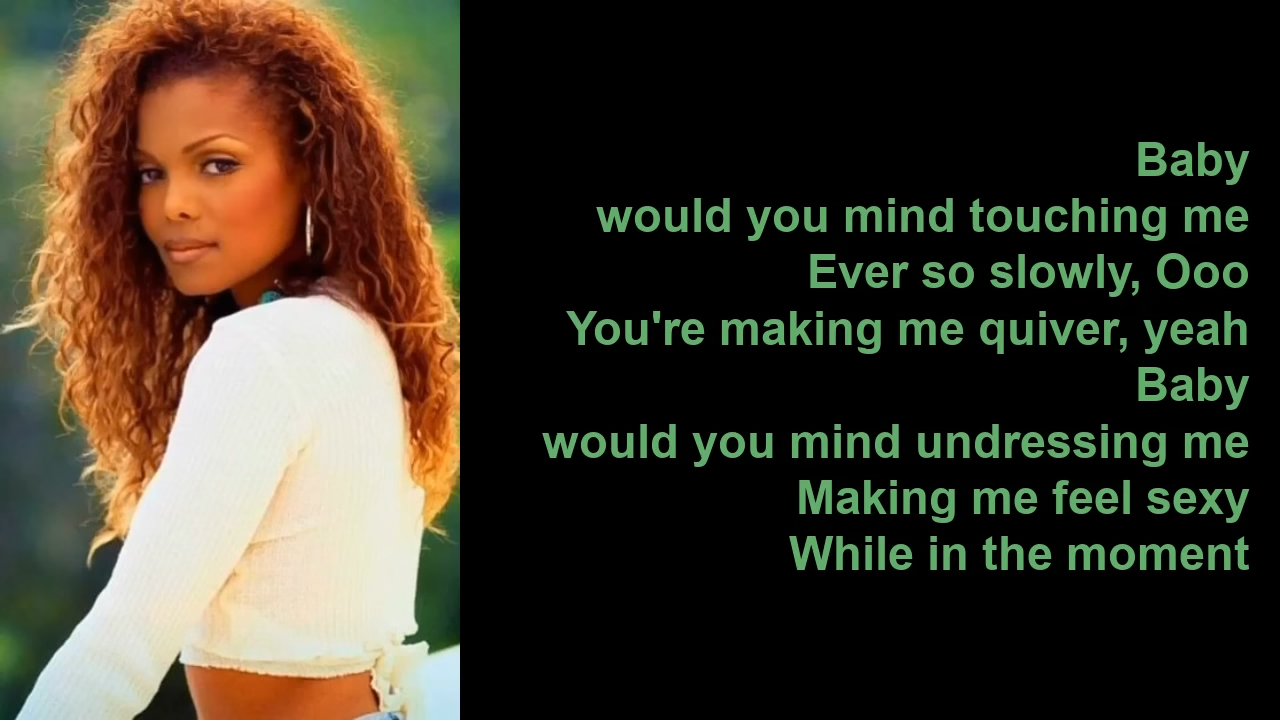 Baby
would you mind touching me
Ever so slowly, Ooo
You're making me quiver, yeah
Baby
would you mind undressing me
Making me feel sexy
While in the moment